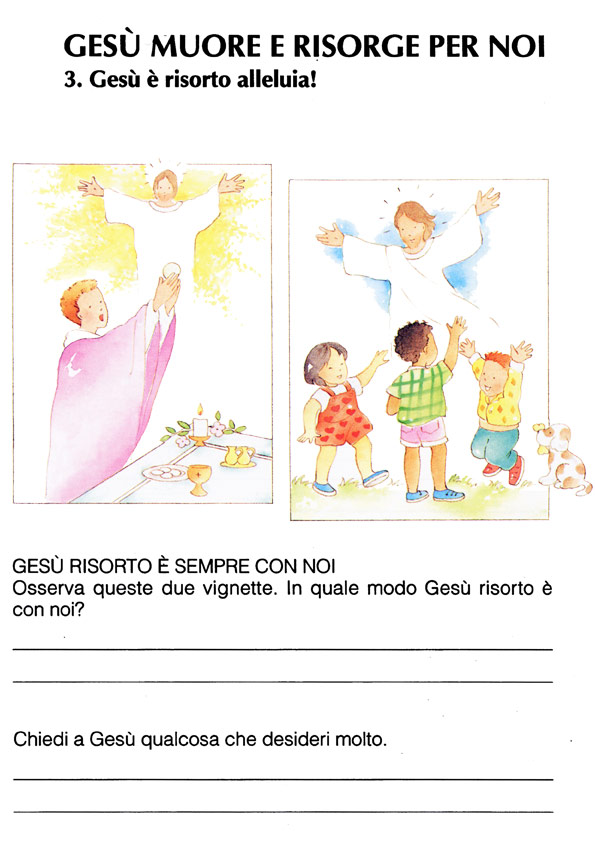 GESÙ MUORE E RISORGE PER NOI
3. Gesù è risorto alleluia!
GESÙ RISORTO È SEMPRE CON NOI
Osserva queste due vignette. In quale modo Gesù risorto è
con noi?
Chiedi a Gesù qualcosa che desideri molto.